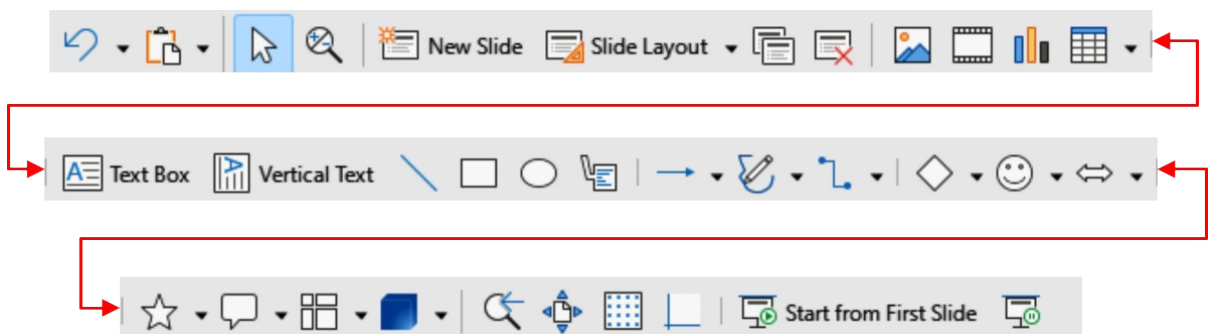 New Slide Slide Layout
Text Box Vertical Text
Start from First Slide